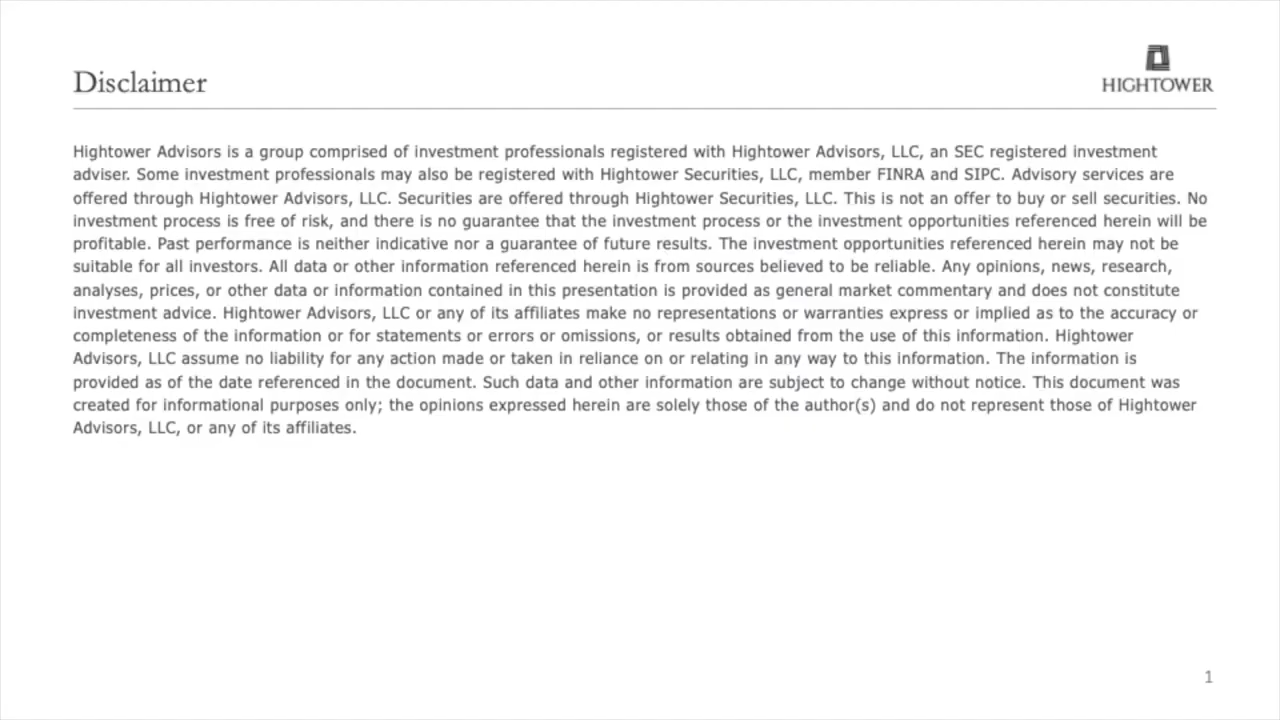 Disclaimer
HIGHTOWER
Hightower Advisors is a group comprised of investment professionals registered with Hightower Advisors, LLC, an SEC registered investment
adviser. Some investment professionals may also be registered with Hightower Securities, LLC, member FINRA and SIPC. Advisory services are
offered through Hightower Advisors, LLC. Securities are offered through Hightower Securities, LLC. This is not an offer to buy or sell securities. No
investment process is free of risk, and there is no guarantee that the investment process or the investment opportunities referenced herein will be
profitable. Past performance is neither indicative nor a guarantee of future results. The investment opportunities referenced herein may not be
suitable for all investors. All data or other information referenced herein is from sources believed to be reliable. Any opinions, news, research,
analyses, prices, or other data or information contained in this presentation is provided as general market commentary and does not constitute
investment advice. Hightower Advisors, LLC or any of its affiliates make no representations or warranties express or implied as to the accuracy or
completeness of the information or for statements or errors or omissions, or results obtained from the use of this information. Hightower
Advisors, LLC assume no liability for any action made or taken in reliance on or relating in any way to this information. The information is
provided as of the date referenced in the document. Such data and other information are subject to change without notice. This document was
created for informational purposes only; the opinions expressed herein are solely those of the author(s) and do not represent those of Hightower
Advisors, LLC, or any of its affiliates.
1